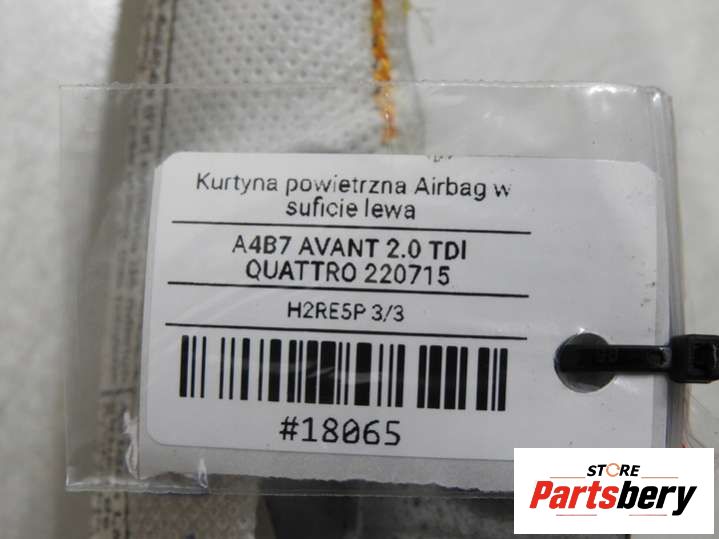 Kurtyna powietrzna Airbag w
suficie lewa
A4B7 AVANT 2.0 TDI
QUATTRO 220715
H2RE5P 3/3
#18065
STORE
Partsbery